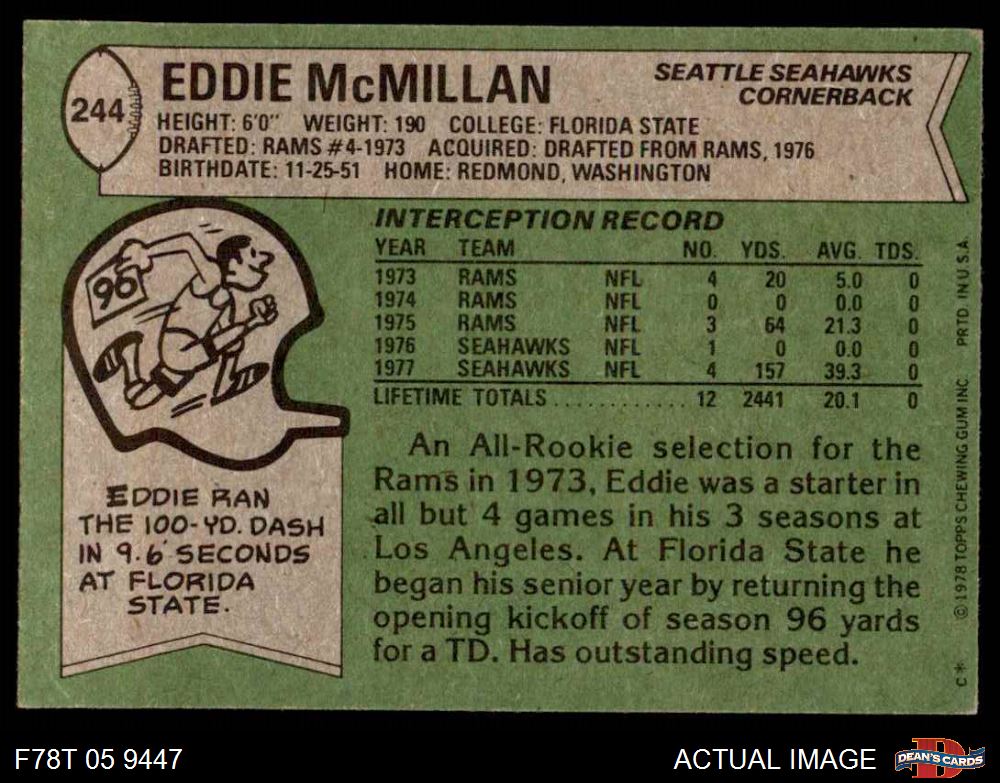 244
EDDIE McMILLAN
SEATTLE SEAHAWKS
CORNERBACK
HEIGHT: 6'0" WEIGHT: 190 COLLEGE: FLORIDA STATE
DRAFTED: RAMS #4-1973 ACQUIRED: DRAFTED FROM RAMS, 1976
BIRTHDATE: 11-25-51 HOME: REDMOND, WASHINGTON
96
EDDIE RAN
THE 100-YD. DASH
IN 9.6 SECONDS
AT FLORIDA
STATE.
INTERCEPTION RECORD
YEAR TEAM NO. YDS. AVG. TDS.
1973 RAMS NFL 4 20 5.0 0
1974 RAMS NFL 0 0 0.0 0
1975 RAMS NFL 3 64 21.3 0
1976 SEAHAWKS NFL 1 0 0.0 0
1977 SEAHAWKS NFL 4 157 39.3 0
LIFETIME TOTALS............ 12 2441 20.1 0
An All-Rookie selection for the
Rams in 1973, Eddie was a starter in
all but 4 games in his 3 seasons at
Los Angeles. At Florida State he
began his senior year by returning the
opening kickoff of season 96 yards
for a TD. Has outstanding speed.
C* ©1978 TOPPS CHEWING GUM INC. PRTD. IN U.S.A.
F78T 05 9447
ACTUAL IMAGE
D
DEAN'S CARDS